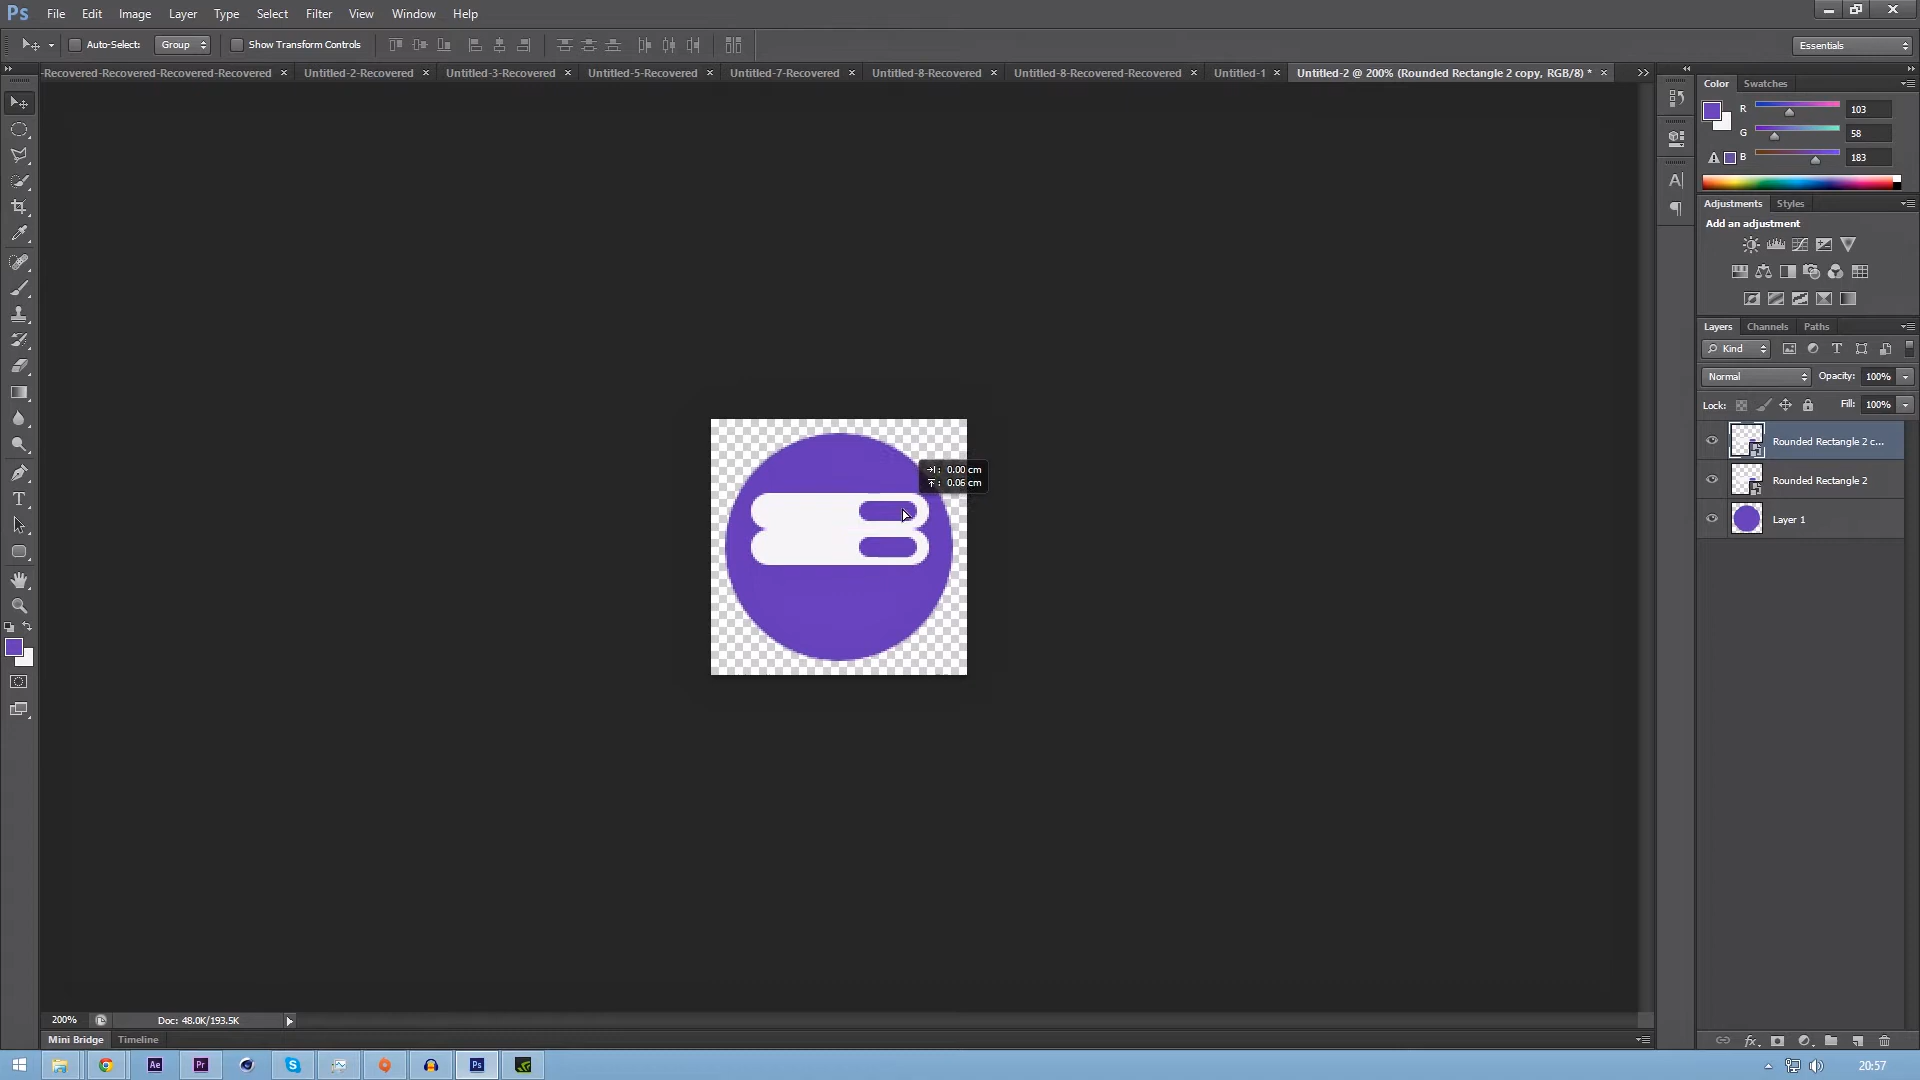 Ps File Edit Image Layer Type Select Filter 3D View Window Help
Auto-Select: Group Show Transform Controls Essentials
-Recovered-Recovered-Recovered-Recovered × Untitled-2-Recovered × Untitled-3-Recovered × Untitled-5-Recovered × Untitled-7-Recovered × Untitled-8-Recovered × Untitled-8-Recovered-Recovered × Untitled-1 × Untitled-2 @ 200% (Rounded Rectangle 2 copy, RGB/8) * ×
Color Swatches
R 103
G 58
B 183
Adjustments Styles
Add an adjustment
Layers Channels Paths
Kind
Normal Opacity: 100%
Lock: Fill: 100%
Rounded Rectangle 2 c...
Rounded Rectangle 2
Layer 1
: 0.00 cm
: 0.06 cm
200% Doc: 48.0K/193.5K
Mini Bridge Timeline
Ae Pr Ps 20:57